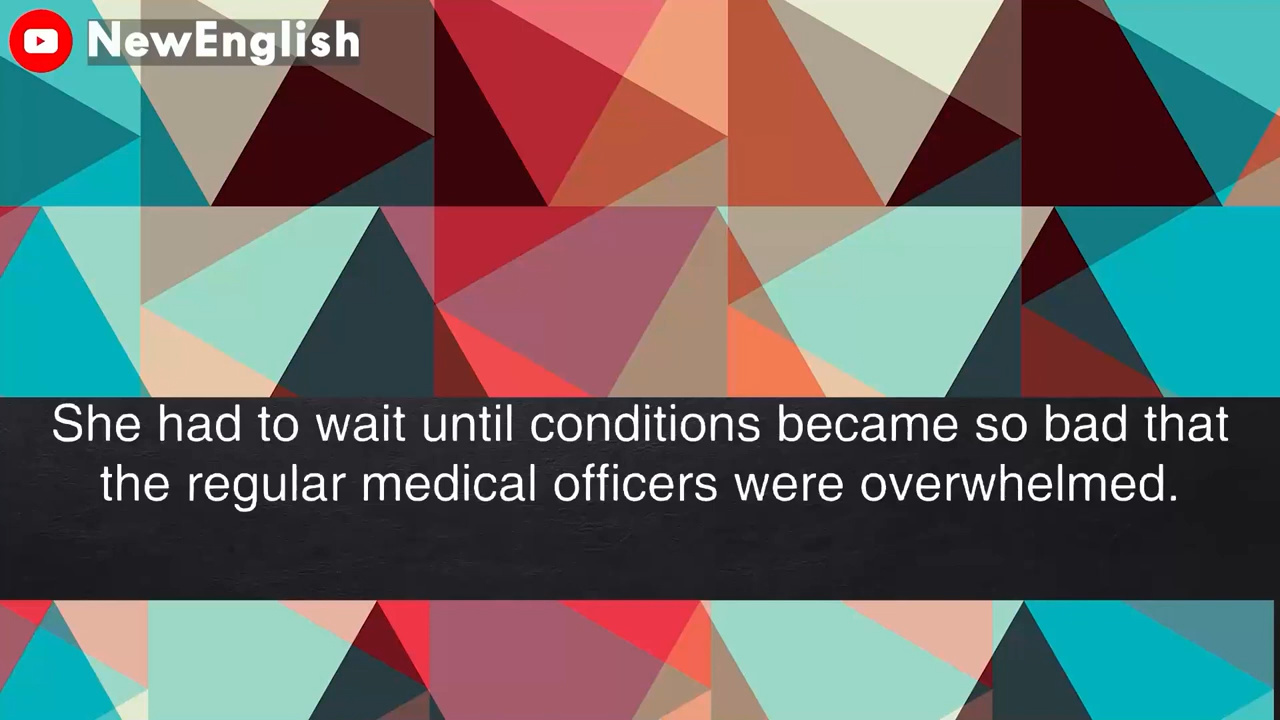 NewEnglish
She had to wait until conditions became so bad that
the regular medical officers were overwhelmed.